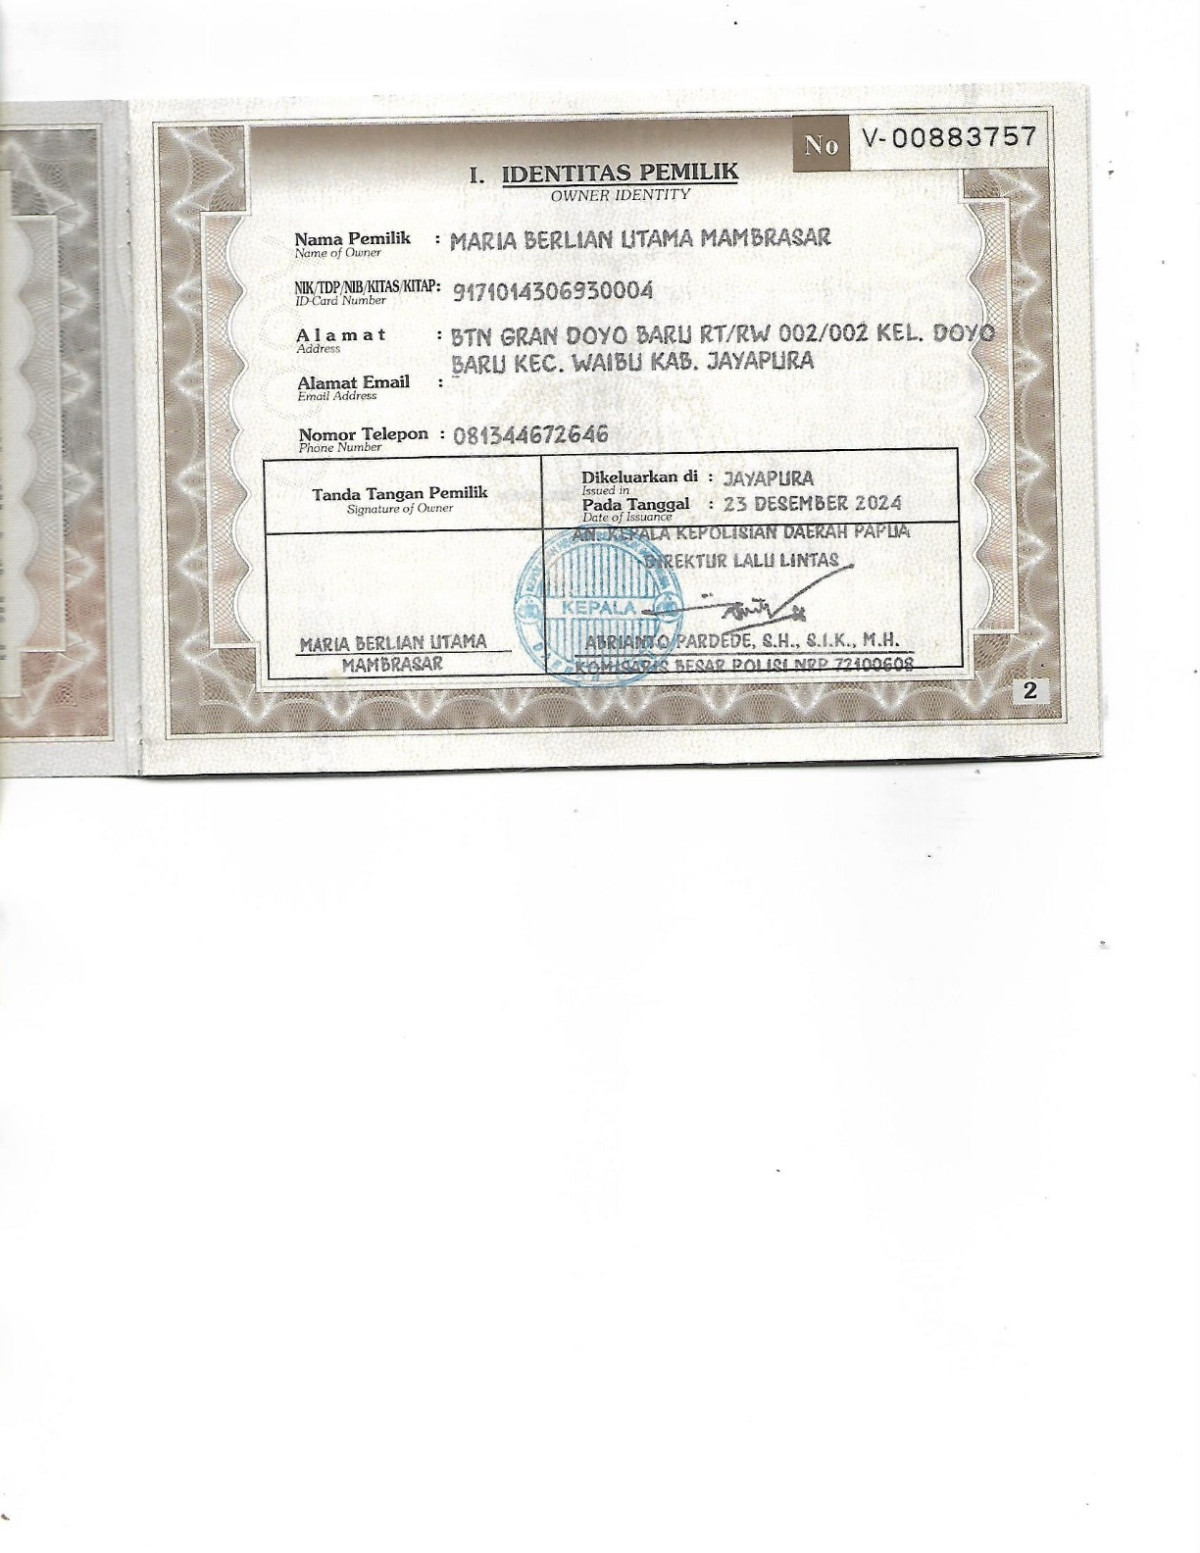 No V-00883757
I. IDENTITAS PEMILIK
OWNER IDENTITY
Nama Pemilik : MARIA BERLIAN UTAMA MAMBRASAR
Name of Owner
NIK/TDP/NIB/KITAS/KITAP: 9171014306930004
ID-Card Number
Alamat : BTN GRAN DOYO BARU RT/RW 002/002 KEL. DOYO
Address
BARU KEC. WAIBU KAB. JAYAPURA
Alamat Email : -
Email Address
Nomor Telepon : 081344672646
Phone Number
Tanda Tangan Pemilik
Signature of Owner
Dikeluarkan di : JAYAPURA
Issued in
Pada Tanggal : 23 DESEMBER 2024
Date of Issuance
AN. KEPALA KEPOLISIAN DAERAH PAPUA
DIREKTUR LALU LINTAS
KEPALA
MARIA BERLIAN UTAMA
MAMBRASAR
ABRIANTO PARDEDE, S.H., S.I.K., M.H.
KOMISARIS BESAR POLISI NRP 72100608
2